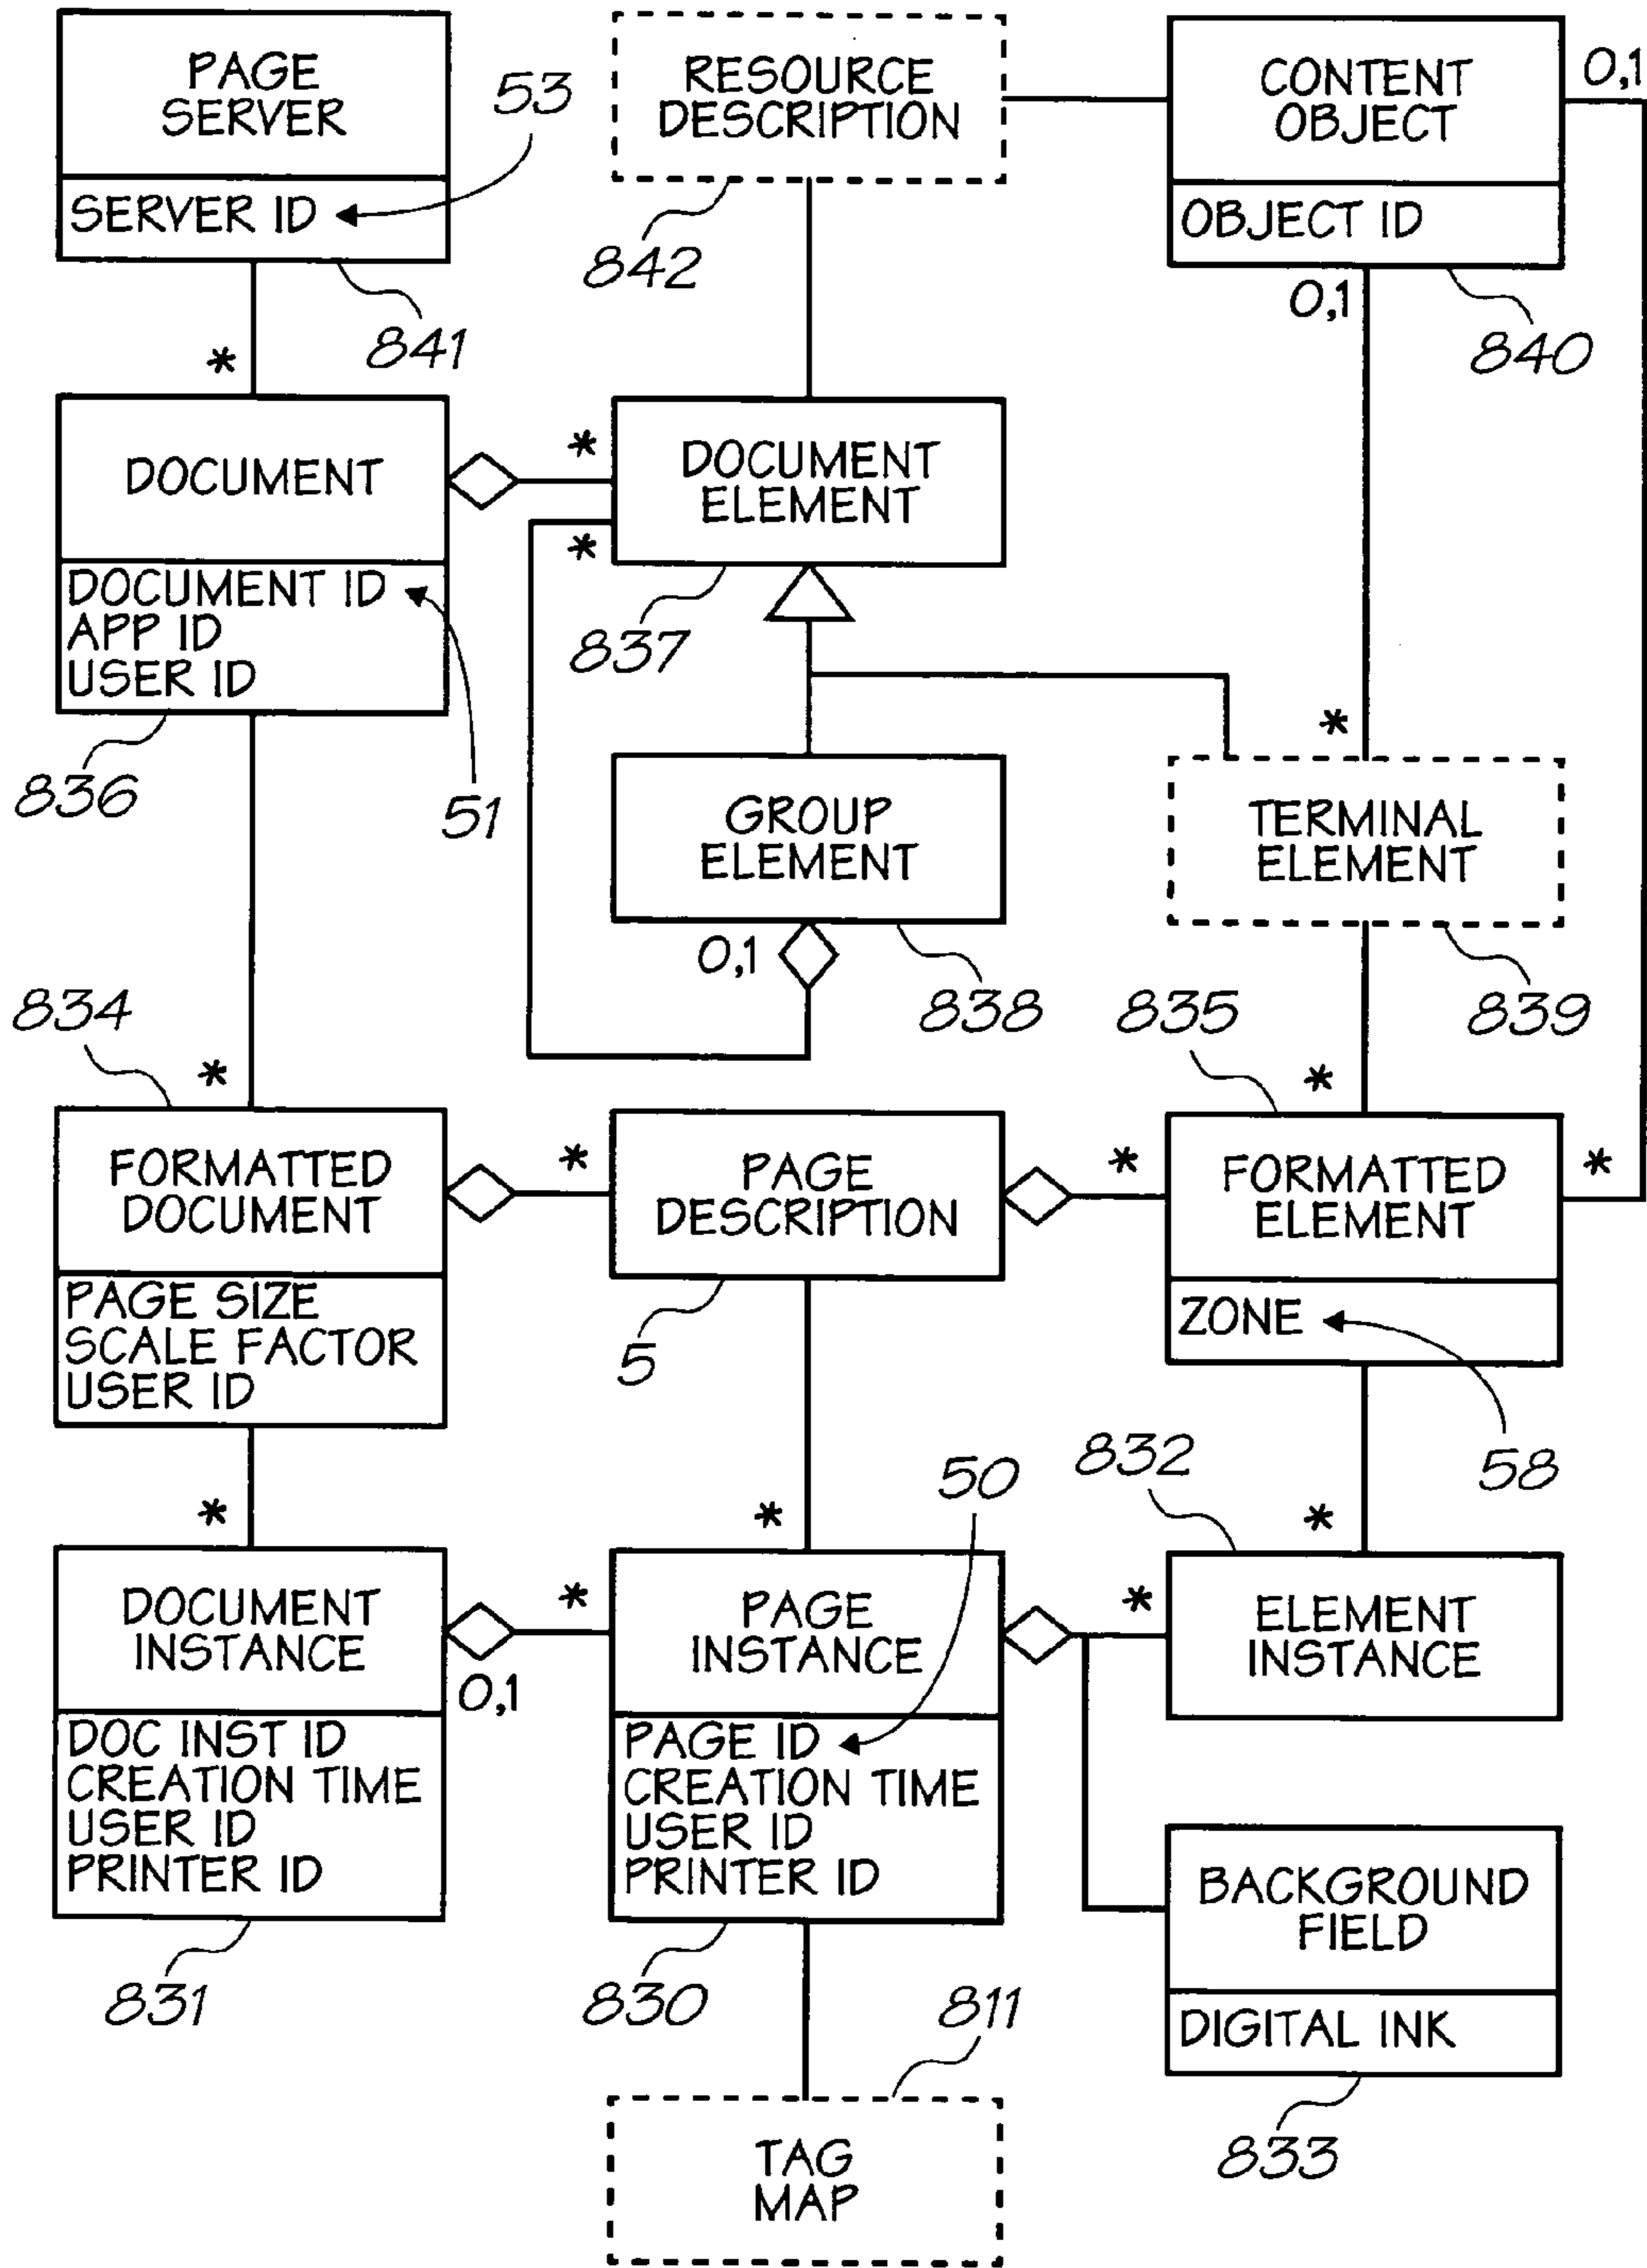 PAGE
SERVER
SERVER ID
53
841
RESOURCE
DESCRIPTION
842
CONTENT
OBJECT
OBJECT ID
0,1
0,1
840
*
DOCUMENT
DOCUMENT ID
APP ID
USER ID
836
51
*
*
DOCUMENT
ELEMENT
837
GROUP
ELEMENT
0,1
838
*
TERMINAL
ELEMENT
839
834
*
FORMATTED
DOCUMENT
PAGE SIZE
SCALE FACTOR
USER ID
*
PAGE
DESCRIPTION
5
835
*
*
*
FORMATTED
ELEMENT
ZONE
58
*
DOCUMENT
INSTANCE
0,1
DOC INST ID
CREATION TIME
USER ID
PRINTER ID
831
*
*
50
PAGE
INSTANCE
PAGE ID
CREATION TIME
USER ID
PRINTER ID
830
832
*
*
ELEMENT
INSTANCE
BACKGROUND
FIELD
DIGITAL INK
833
811
TAG
MAP